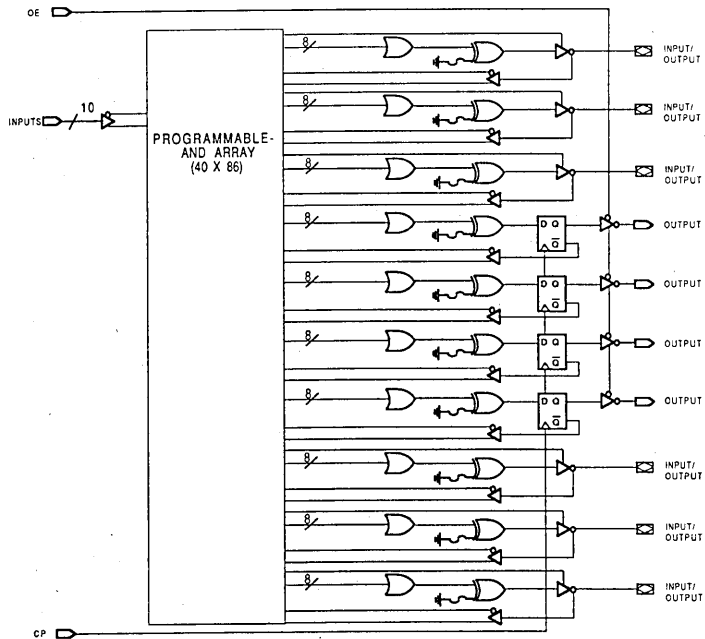 OE
10
INPUTS
PROGRAMMABLE-
AND ARRAY
(40 X 86)
8
INPUT/
OUTPUT
8
INPUT/
OUTPUT
8
INPUT/
OUTPUT
8
D Q
Q̅
OUTPUT
8
D Q
Q̅
OUTPUT
8
D Q
Q̅
OUTPUT
8
D Q
Q̅
OUTPUT
8
INPUT/
OUTPUT
8
INPUT/
OUTPUT
8
INPUT/
OUTPUT
CP